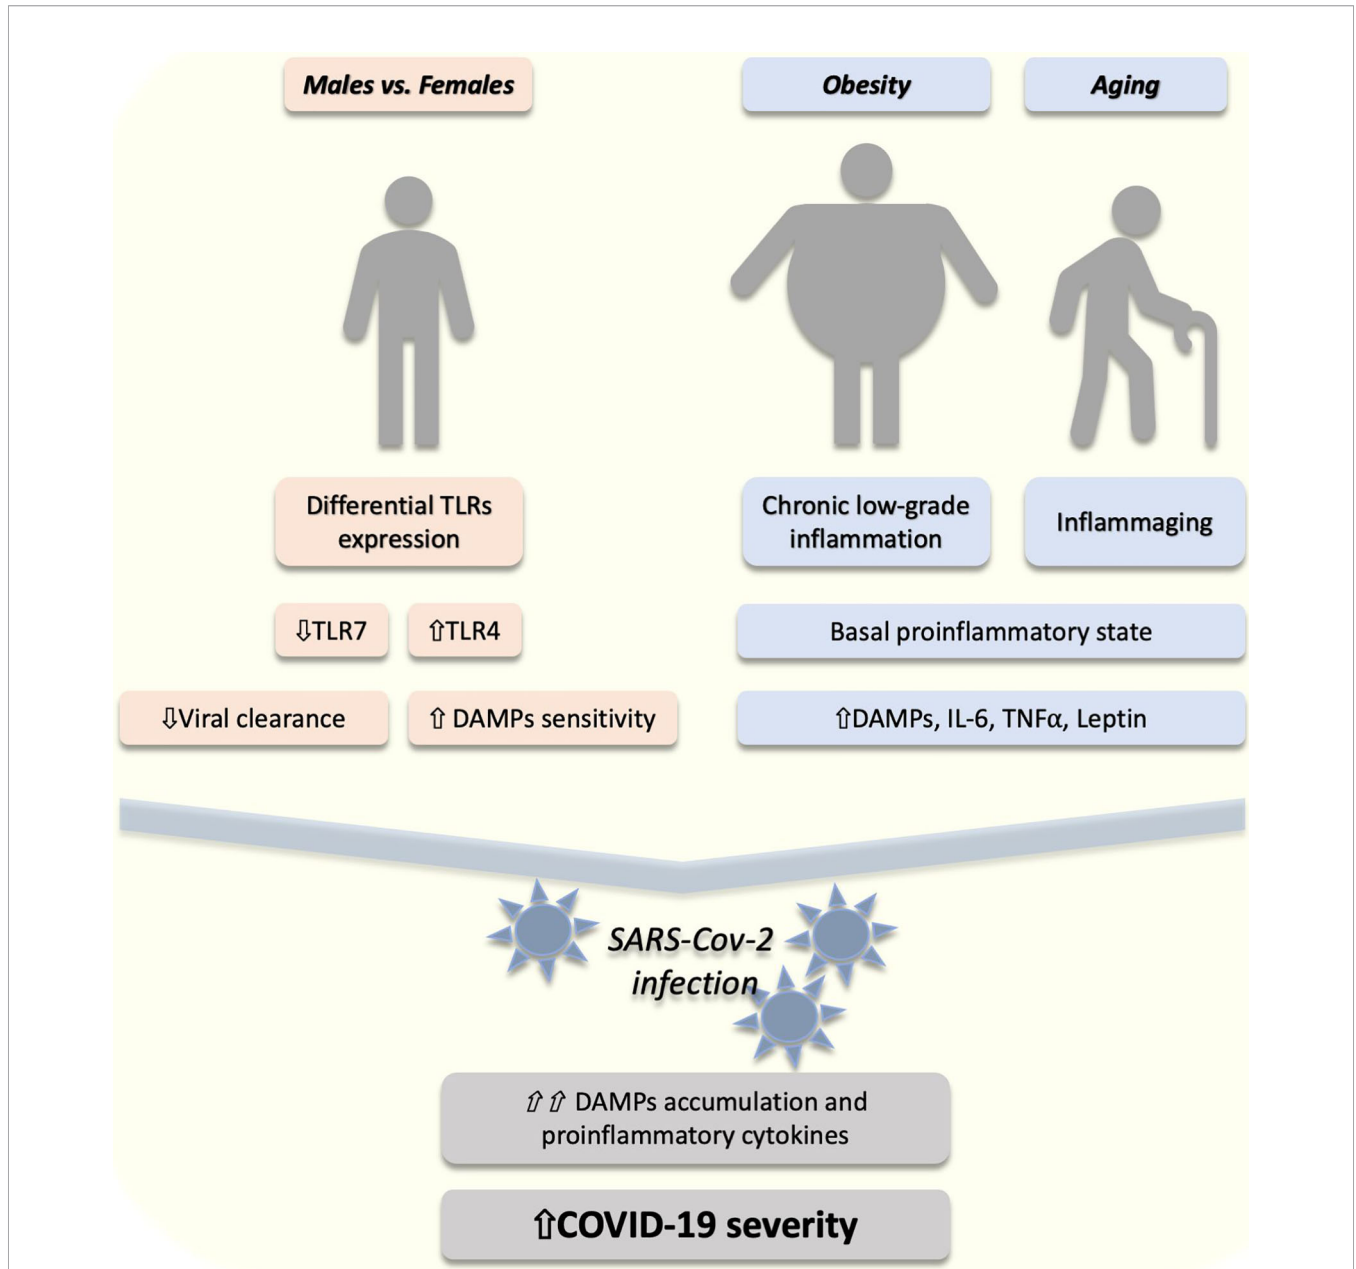 Males vs. Females
Obesity
Aging
Differential TLRs
expression
Chronic low-grade
inflammation
Inflammaging
⇩TLR7
⇧TLR4
Basal proinflammatory state
⇩Viral clearance
⇧ DAMPs sensitivity
⇧DAMPs, IL-6, TNFα, Leptin
SARS-Cov-2
infection
⇧⇧ DAMPs accumulation and
proinflammatory cytokines
⇧COVID-19 severity